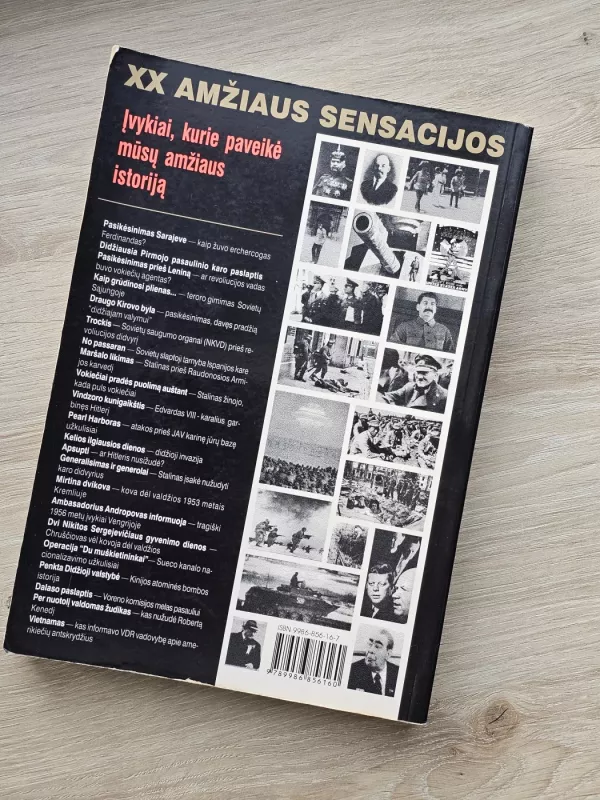 XX AMŽIAUS SENSACIJOS
Įvykiai, kurie paveikė
mūsų amžiaus
istoriją
Pasikėsinimas Sarajeve — kaip žuvo erchercogas
Ferdinandas?
Didžiausia Pirmojo pasaulinio karo paslaptis
Pasikėsinimas prieš Leniną — ar revoliucijos vadas
buvo vokiečių agentas?
Kaip grūdinosi plienas... — teroro gimimas Sovietų
Sąjungoje
Draugo Kirovo byla — pasikėsinimas, davęs pradžią
"didžiajam valymui"
Trockis — Sovietų saugumo organai (NKVD) prieš re-
voliucijos didvyrį
No passaran — Sovietų slaptoji tarnyba Ispanijos kare
Maršalo likimas — Stalinas prieš Raudonosios Armi-
jos karvedį
Vokiečiai pradės puolimą auštant — Stalinas žinojo,
kada puls vokiečiai
Vindzoro kunigaikštis — Edvardas VIII - karalius, gar-
binęs Hitlerį
Pearl Harboras — atakos prieš JAV karinę jūrų bazę
užkulisiai
Kelios ilgiausios dienos — didžioji invazija
Apsupti — ar Hitleris nusižudė?
Generalisimas ir generolai — Stalinas įsakė nužudyti
karo didvyrius
Mirtina dvikova — kova dėl valdžios 1953 metais
Kremliuje
Ambasadorius Andropovas informuoja — tragiški
1956 metų įvykiai Vengrijoje
Dvi Nikitos Sergejevičiaus gyvenimo dienos —
Chruščiovas vėl kovoja dėl valdžios
Operacija "Du muškietininkai" — Sueco kanalo na-
cionalizavimo užkulisiai
Penkta Didžioji valstybė — Kinijos atominės bombos
istorija
Dalaso paslaptis — Voreno komisijos melas pasauliui
Per nuotolį valdomas žudikas — kas nužudė Robertą
Kenedį
Vietnamas — kas informavo VDR vadovybę apie ame-
rikiečių antskrydžius
ISBN 9986-856-16-7
9 789986 856160